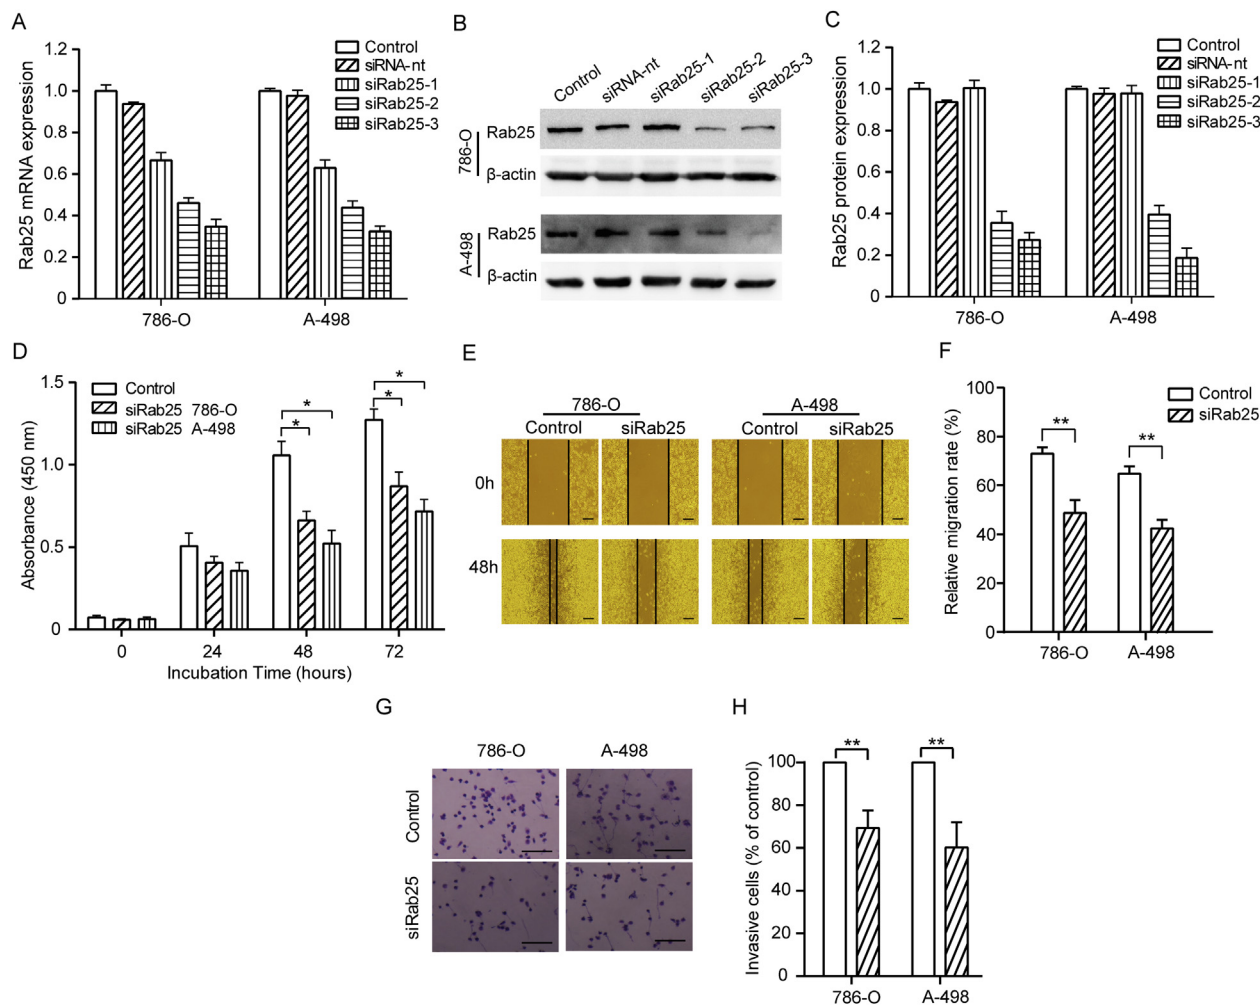 A
Rab25 mRNA expression
1.2
1.0
0.8
0.6
0.4
0.2
0
786-O
A-498
Control
siRNA-nt
siRab25-1
siRab25-2
siRab25-3
B
Control
siRNA-nt
siRab25-1
siRab25-2
siRab25-3
786-O
Rab25
β-actin
A-498
Rab25
β-actin
C
Rab25 protein expression
1.2
1.0
0.8
0.6
0.4
0.2
0
786-O
A-498
Control
siRNA-nt
siRab25-1
siRab25-2
siRab25-3
D
Absorbance (450 nm)
1.5
1.0
0.5
0
Control
siRab25 786-O
siRab25 A-498
*
*
*
*
0
24
48
72
Incubation Time (hours)
E
786-O
A-498
Control
siRab25
Control
siRab25
0h
48h
F
Relative migration rate (%)
100
80
60
40
20
0
Control
siRab25
**
**
786-O
A-498
G
786-O
A-498
Control
siRab25
H
Invasive cells (% of control)
100
80
60
40
20
0
**
**
786-O
A-498